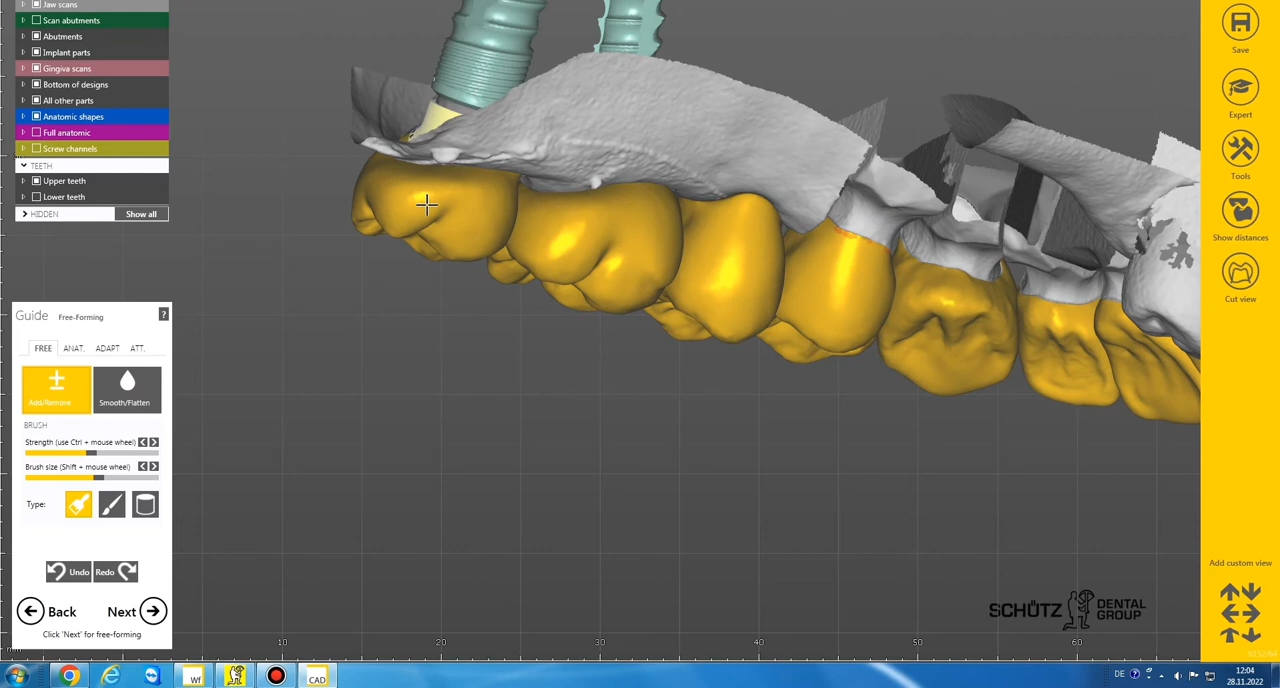 Jaw scans
Scan abutments
Abutments
Implant parts
Gingiva scans
Bottom of designs
All other parts
Anatomic shapes
Full anatomic
Screw channels
TEETH
Upper teeth
Lower teeth
HIDDEN
Show all
Guide
Free-Forming
?
FREE
ANAT.
ADAPT
ATT.
Add/Remove
Smooth/Flatten
BRUSH
Strength (use Ctrl + mouse wheel)
Brush size (Shift + mouse wheel)
Type:
Undo
Redo
Back
Next
Click 'Next' for free-forming
Save
Expert
Tools
Show distances
Cut view
Add custom view
SCHÜTZ DENTAL
GROUP
10
20
30
40
50
60
Wf
CAD
DE
12:04
28.11.2022